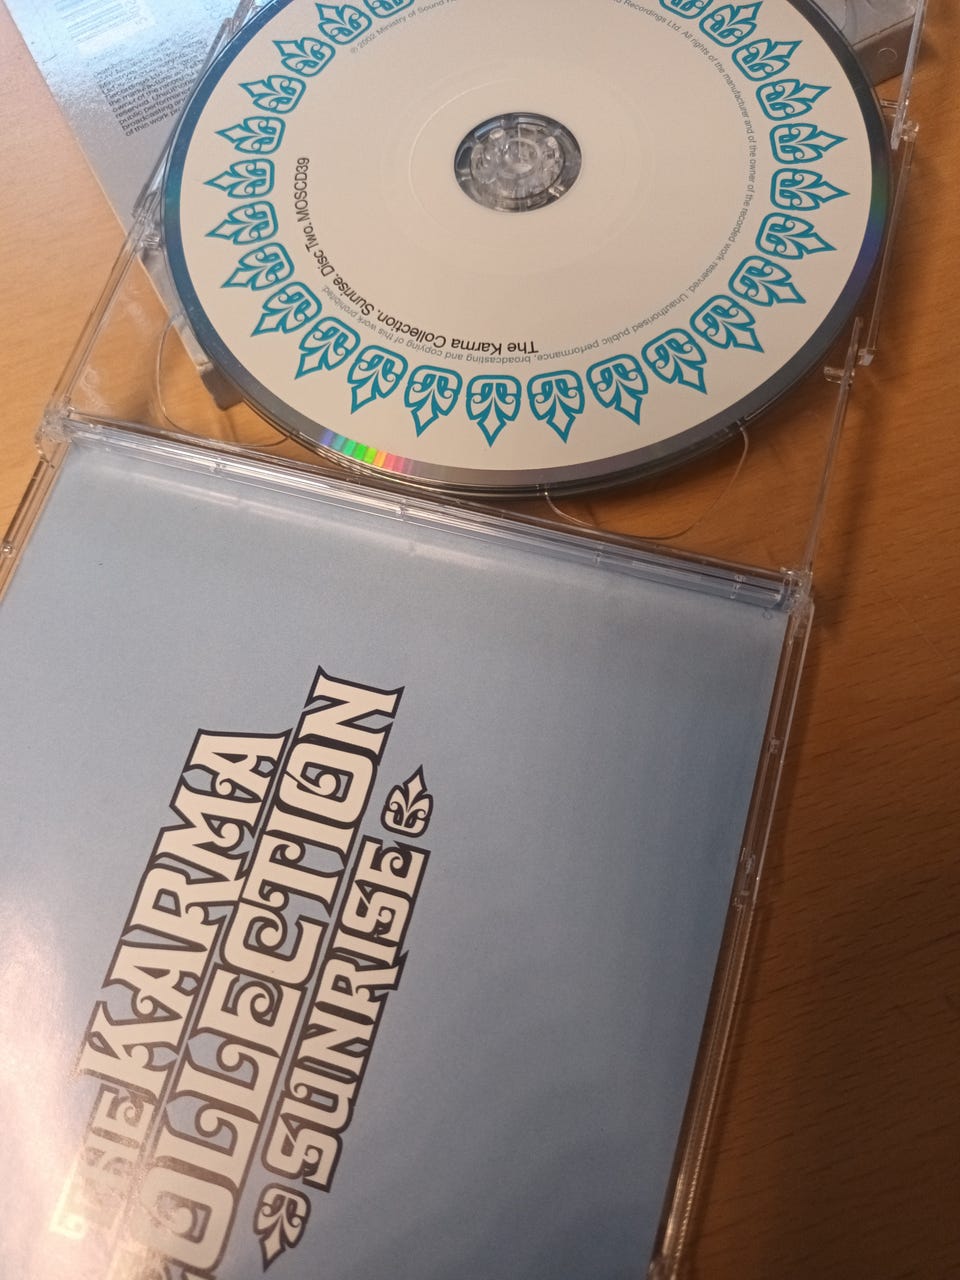 ℗ 2002 Ministry of Sound
Recordings Ltd. All rights of the manufacturer and of the owner of the recorded work reserved. Unauthorised public performance, broadcasting and copying of this work prohibited.
The Karma Collection. Sunrise. Disc Two. MOSCD39
THE KARMA
COLLECTION
SUNRISE